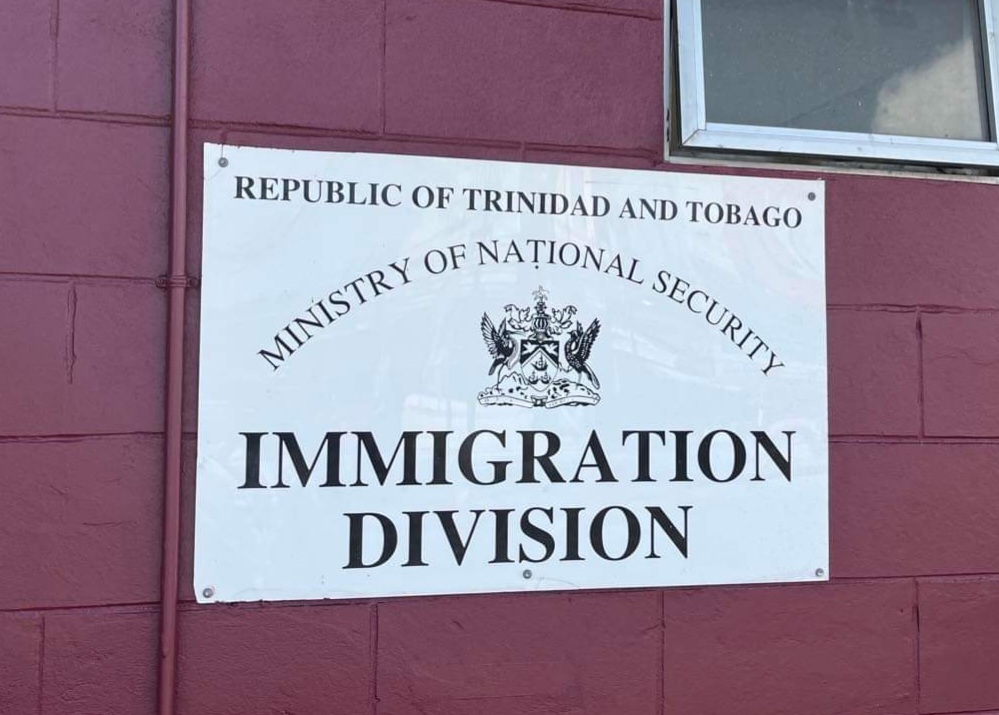 REPUBLIC OF TRINIDAD AND TOBAGO
MINISTRY OF NATIONAL SECURITY
IMMIGRATION
DIVISION